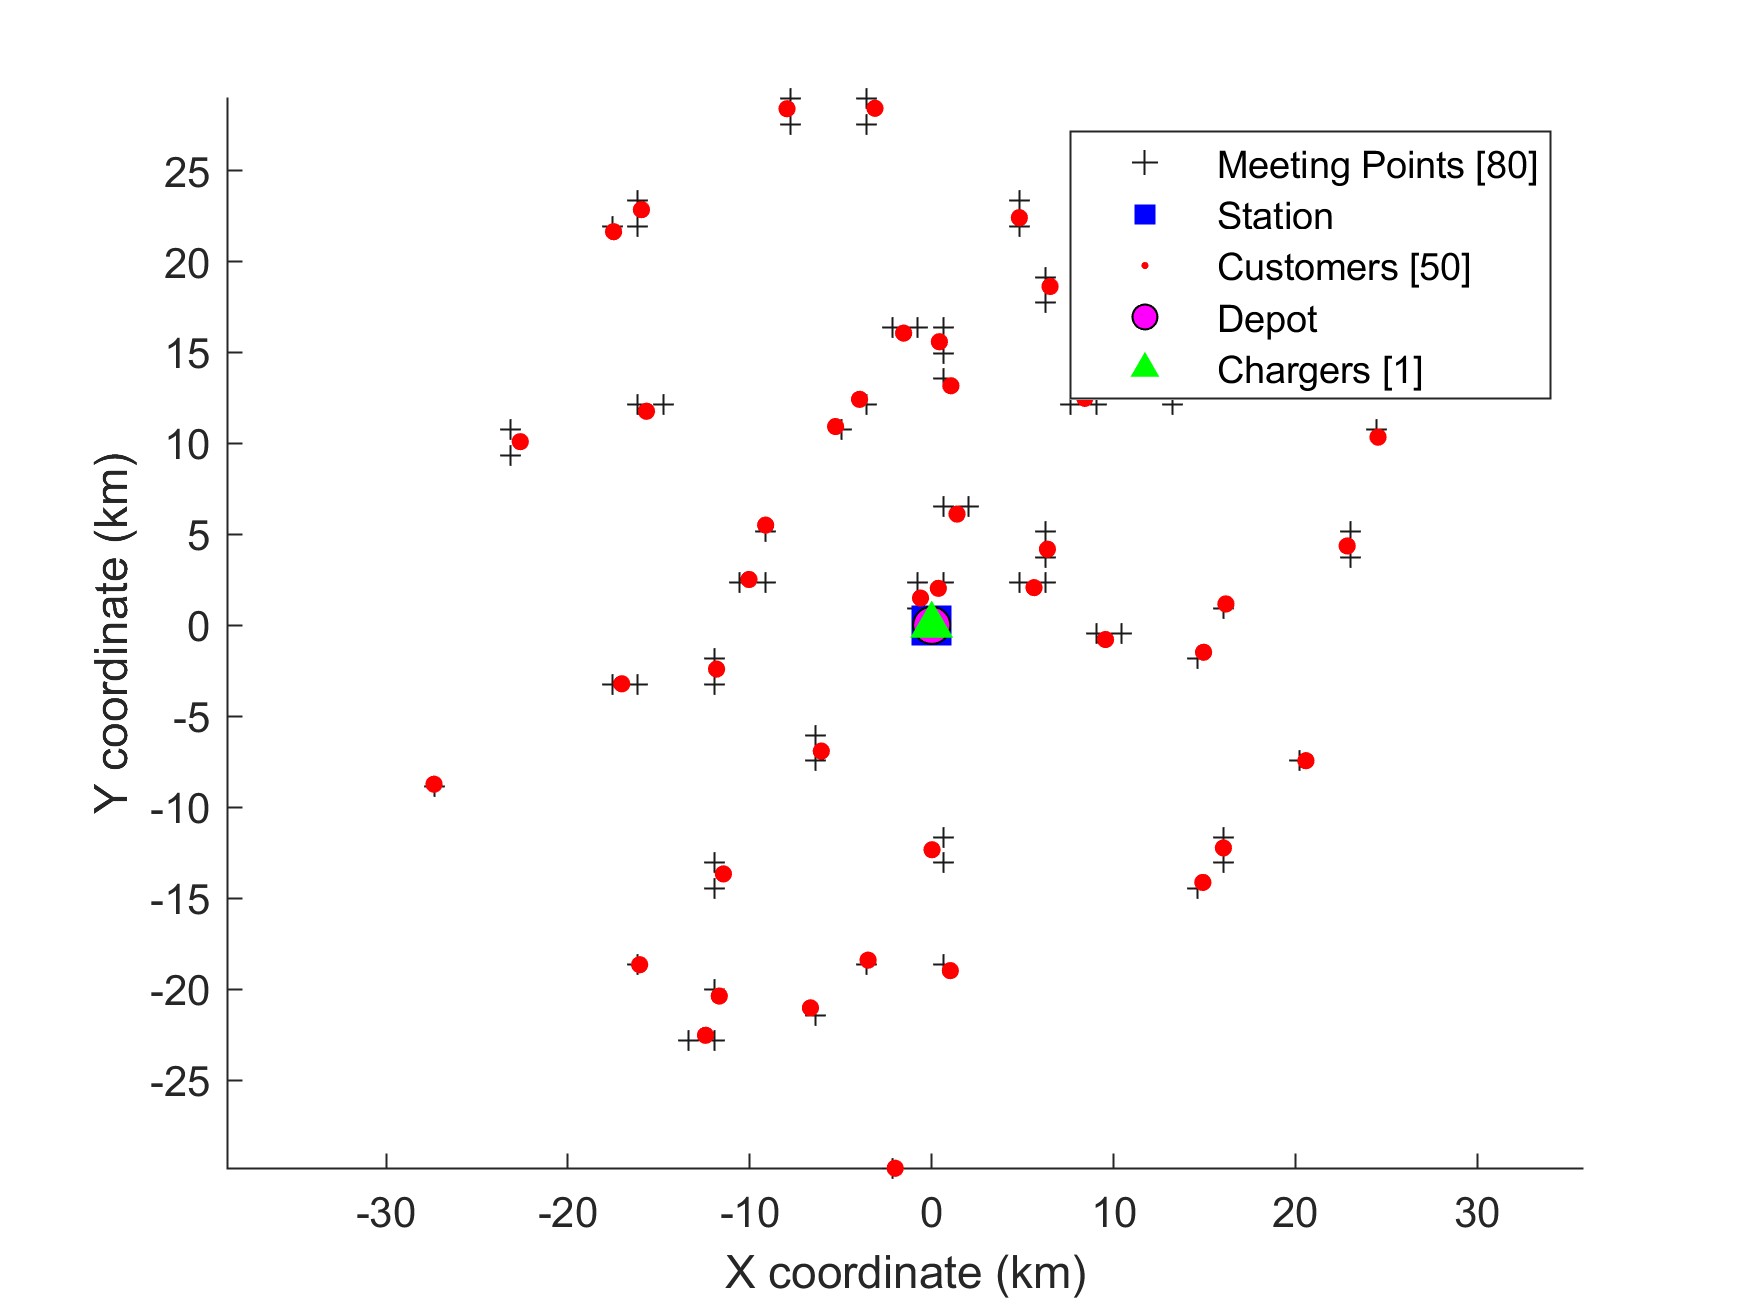 25
20
15
10
5
0
-5
-10
-15
-20
-25
Y coordinate (km)
Meeting Points [80]
Station
Customers [50]
Depot
Chargers [1]
-30 -20 -10 0 10 20 30
X coordinate (km)